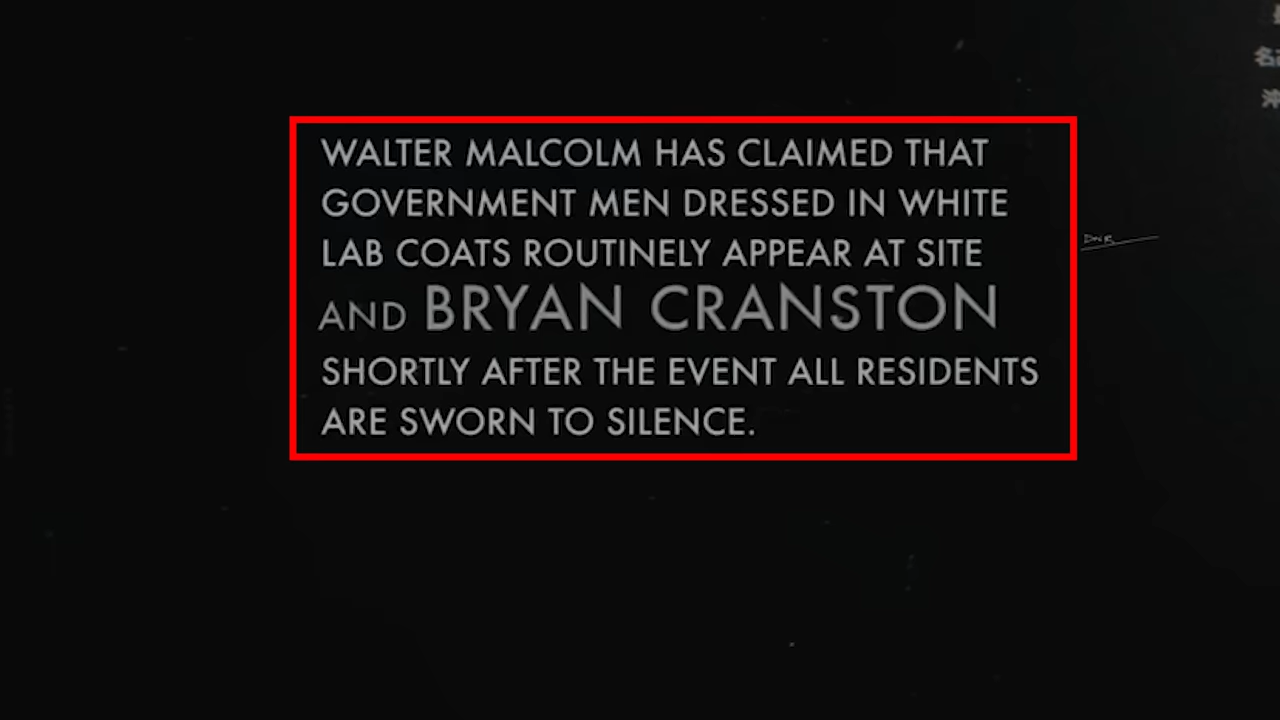 WALTER MALCOLM HAS CLAIMED THAT
GOVERNMENT MEN DRESSED IN WHITE
LAB COATS ROUTINELY APPEAR AT SITE
AND BRYAN CRANSTON
SHORTLY AFTER THE EVENT ALL RESIDENTS
ARE SWORN TO SILENCE.